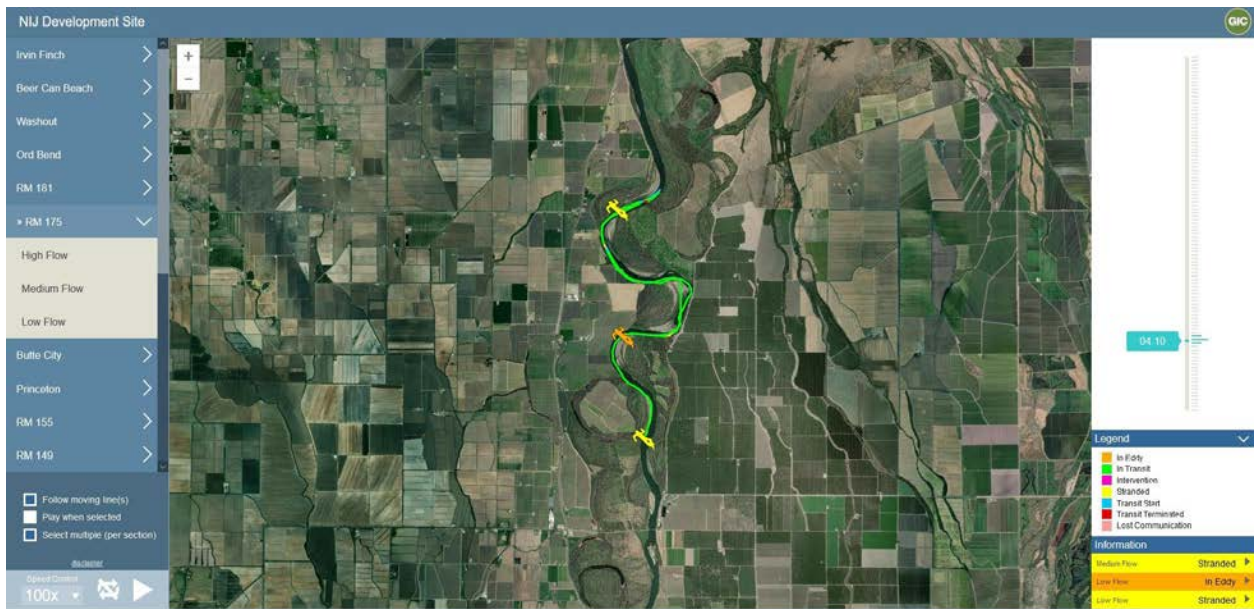 NIJ Development Site
GIC
Irvin Finch
Beer Can Beach
Washout
Ord Bend
RM 181
» RM 175
High Flow
Medium Flow
Low Flow
Butte City
Princeton
RM 155
RM 149
Follow moving line(s)
Play when selected
Select multiple (per section)
disclaimer
Speed Control
100x
+
−
04:10
Legend
In Eddy
In Transit
Intervention
Stranded
Transit Start
Transit Terminated
Lost Communication
Information
Medium Flow Stranded
Low Flow In Eddy
Low Flow Stranded